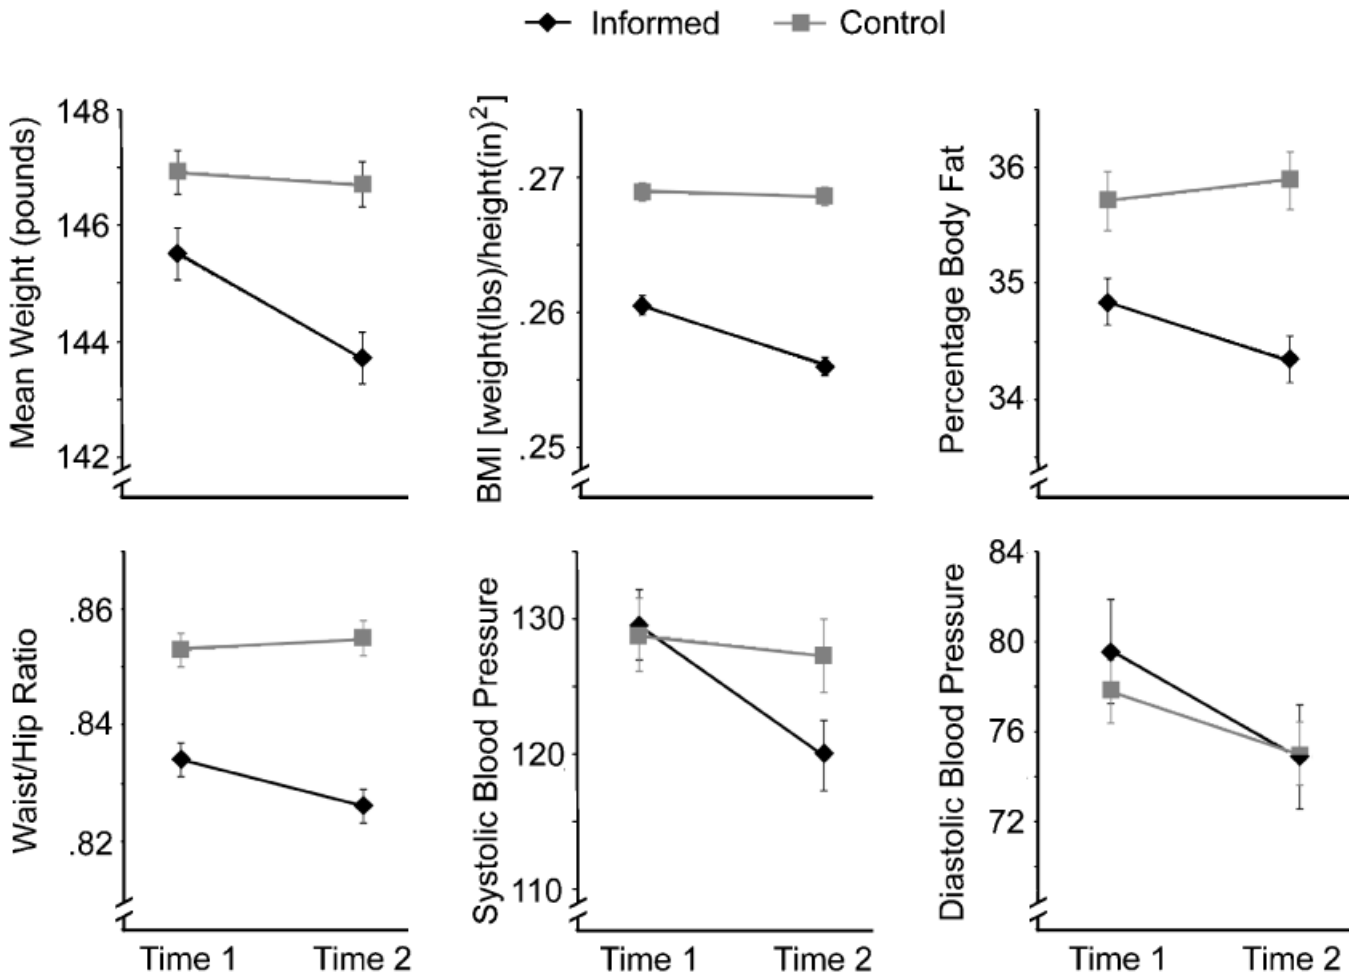 Informed Control
Mean Weight (pounds)
148
146
144
142
BMI [weight(lbs)/height(in)²]
.27
.26
.25
Percentage Body Fat
36
35
34
Waist/Hip Ratio
.86
.84
.82
Time 1 Time 2
Systolic Blood Pressure
130
120
110
Time 1 Time 2
Diastolic Blood Pressure
84
80
76
72
Time 1 Time 2